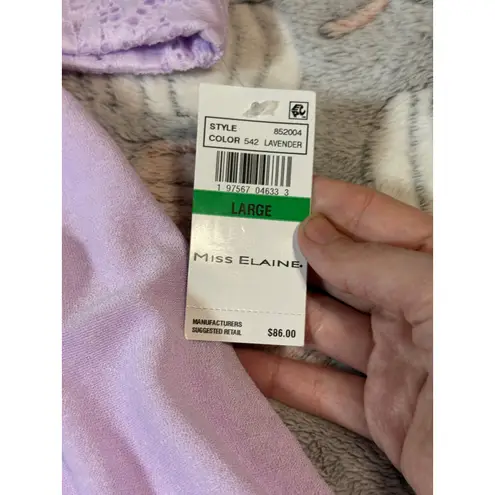 STYLE 852004
COLOR 542 LAVENDER
1 97567 04633 3
LARGE
MISS ELAINE
MANUFACTURERS
SUGGESTED RETAIL $86.00